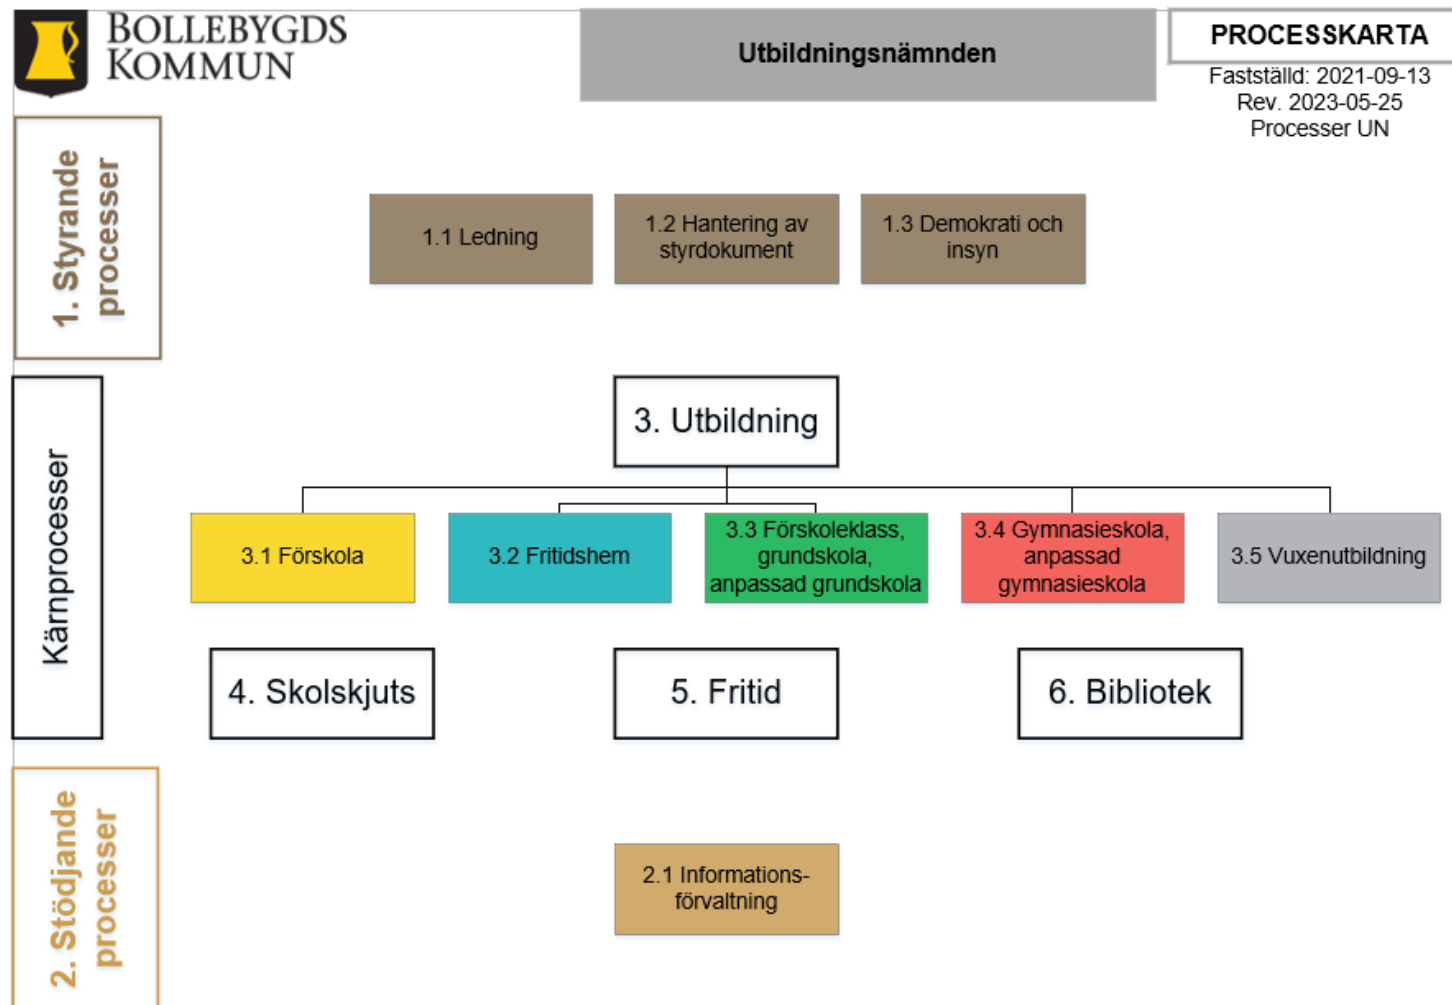 BOLLEBYGDS
KOMMUN
Utbildningsnämnden
PROCESSKARTA
Fastställd: 2021-09-13
Rev. 2023-05-25
Processer UN
1. Styrande
processer
1.1 Ledning
1.2 Hantering av
styrdokument
1.3 Demokrati och
insyn
Kärnprocesser
3. Utbildning
3.1 Förskola
3.2 Fritidshem
3.3 Förskoleklass,
grundskola,
anpassad grundskola
3.4 Gymnasieskola,
anpassad
gymnasieskola
3.5 Vuxenutbildning
4. Skolskjuts
5. Fritid
6. Bibliotek
2. Stödjande
processer
2.1 Informations-
förvaltning